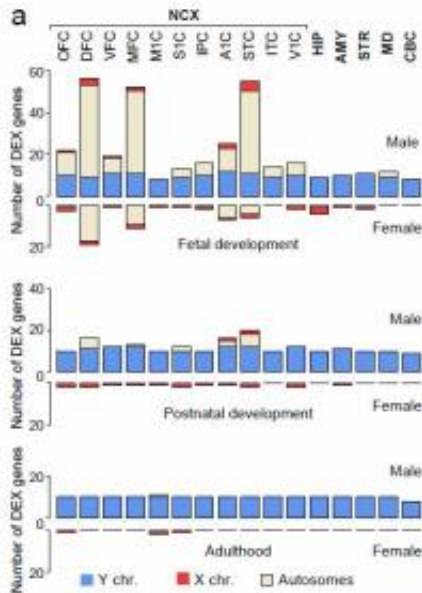 a
NCX
OFC DFC VFC MFC M1C S1C IPC A1C STC ITC V1C HIP AMY STR MD CBC
Number of DEX genes
60
40
20
0
20
Male
Female
Fetal development
Number of DEX genes
40
20
0
20
Male
Female
Postnatal development
Number of DEX genes
20
0
20
Male
Female
Adulthood
Y chr. X chr. Autosomes